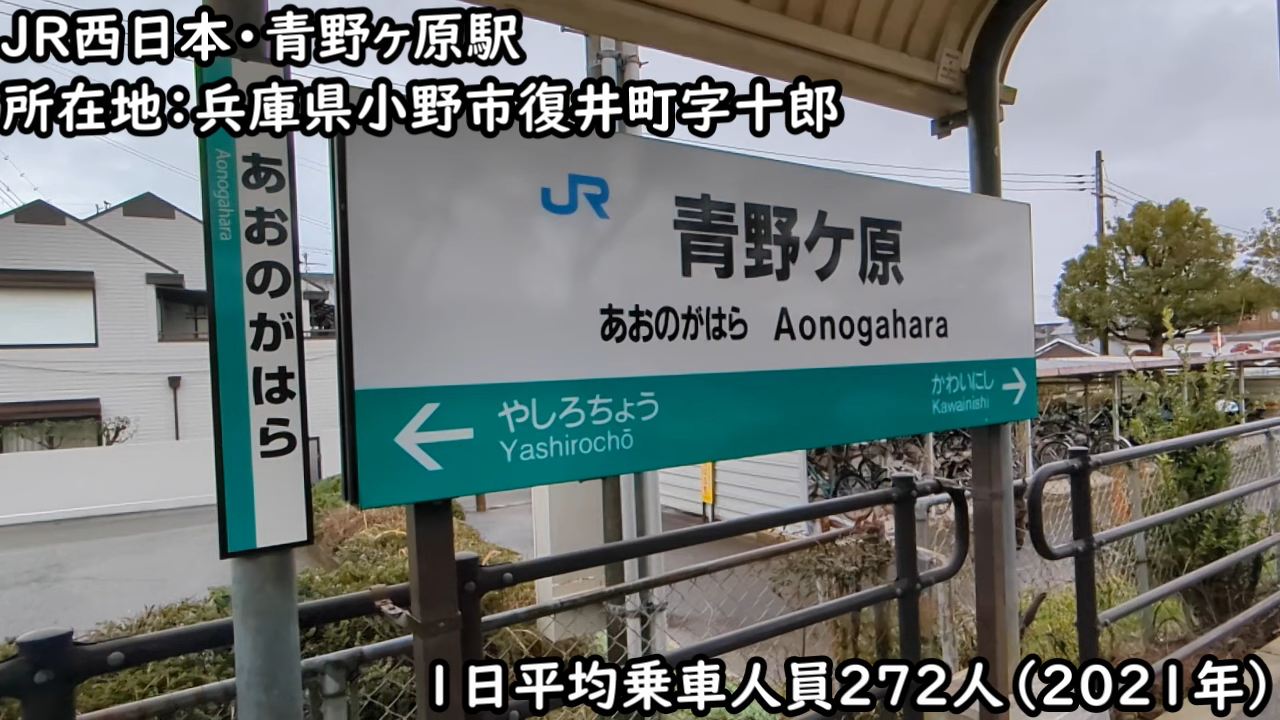 JR西日本・青野ヶ原駅
所在地：兵庫県小野市復井町字十郎
Aonogahara
あおのがはら
JR
青野ケ原
あおのがはら Aonogahara
← やしろちょう
Yashirochō
かわいにし →
Kawainishi
1日平均乗車人員272人(2021年)